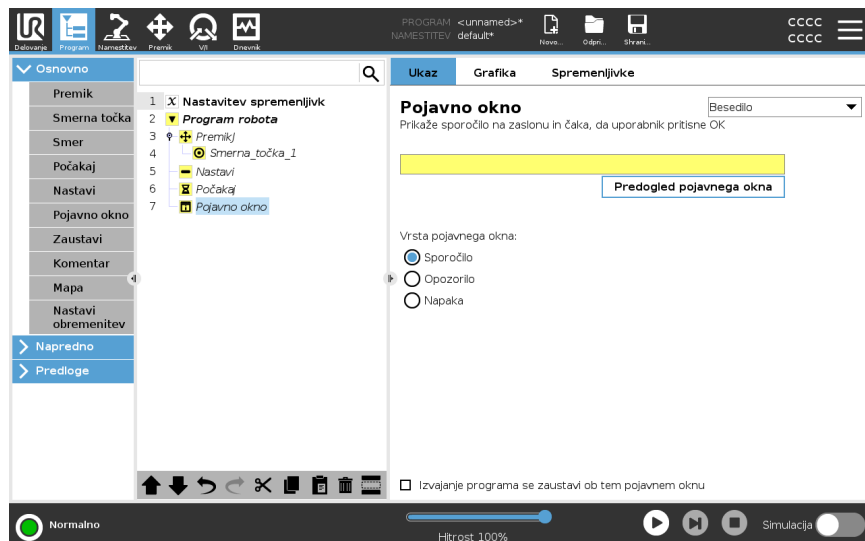 PROGRAM <unnamed>*
NAMESTITEV default*
Delovanje Program Namestitev Premik V/I Dnevnik
Novo... Odpri... Shrani...
CCCC
CCCC
Osnovno
Premik
Smerna točka
Smer
Počakaj
Nastavi
Pojavno okno
Zaustavi
Komentar
Mapa
Nastavi
obremenitev
Napredno
Predloge
1 X Nastavitev spremenljivk
2 Program robota
3 PremikJ
4 Smerna_točka_1
5 Nastavi
6 Počakaj
7 Pojavno okno
Ukaz Grafika Spremenljivke
Pojavno okno
Besedilo
Prikaže sporočilo na zaslonu in čaka, da uporabnik pritisne OK
Predogled pojavnega okna
Vrsta pojavnega okna:
Sporočilo
Opozorilo
Napaka
Izvajanje programa se zaustavi ob tem pojavnem oknu
Normalno
Hitrost 100%
Simulacija